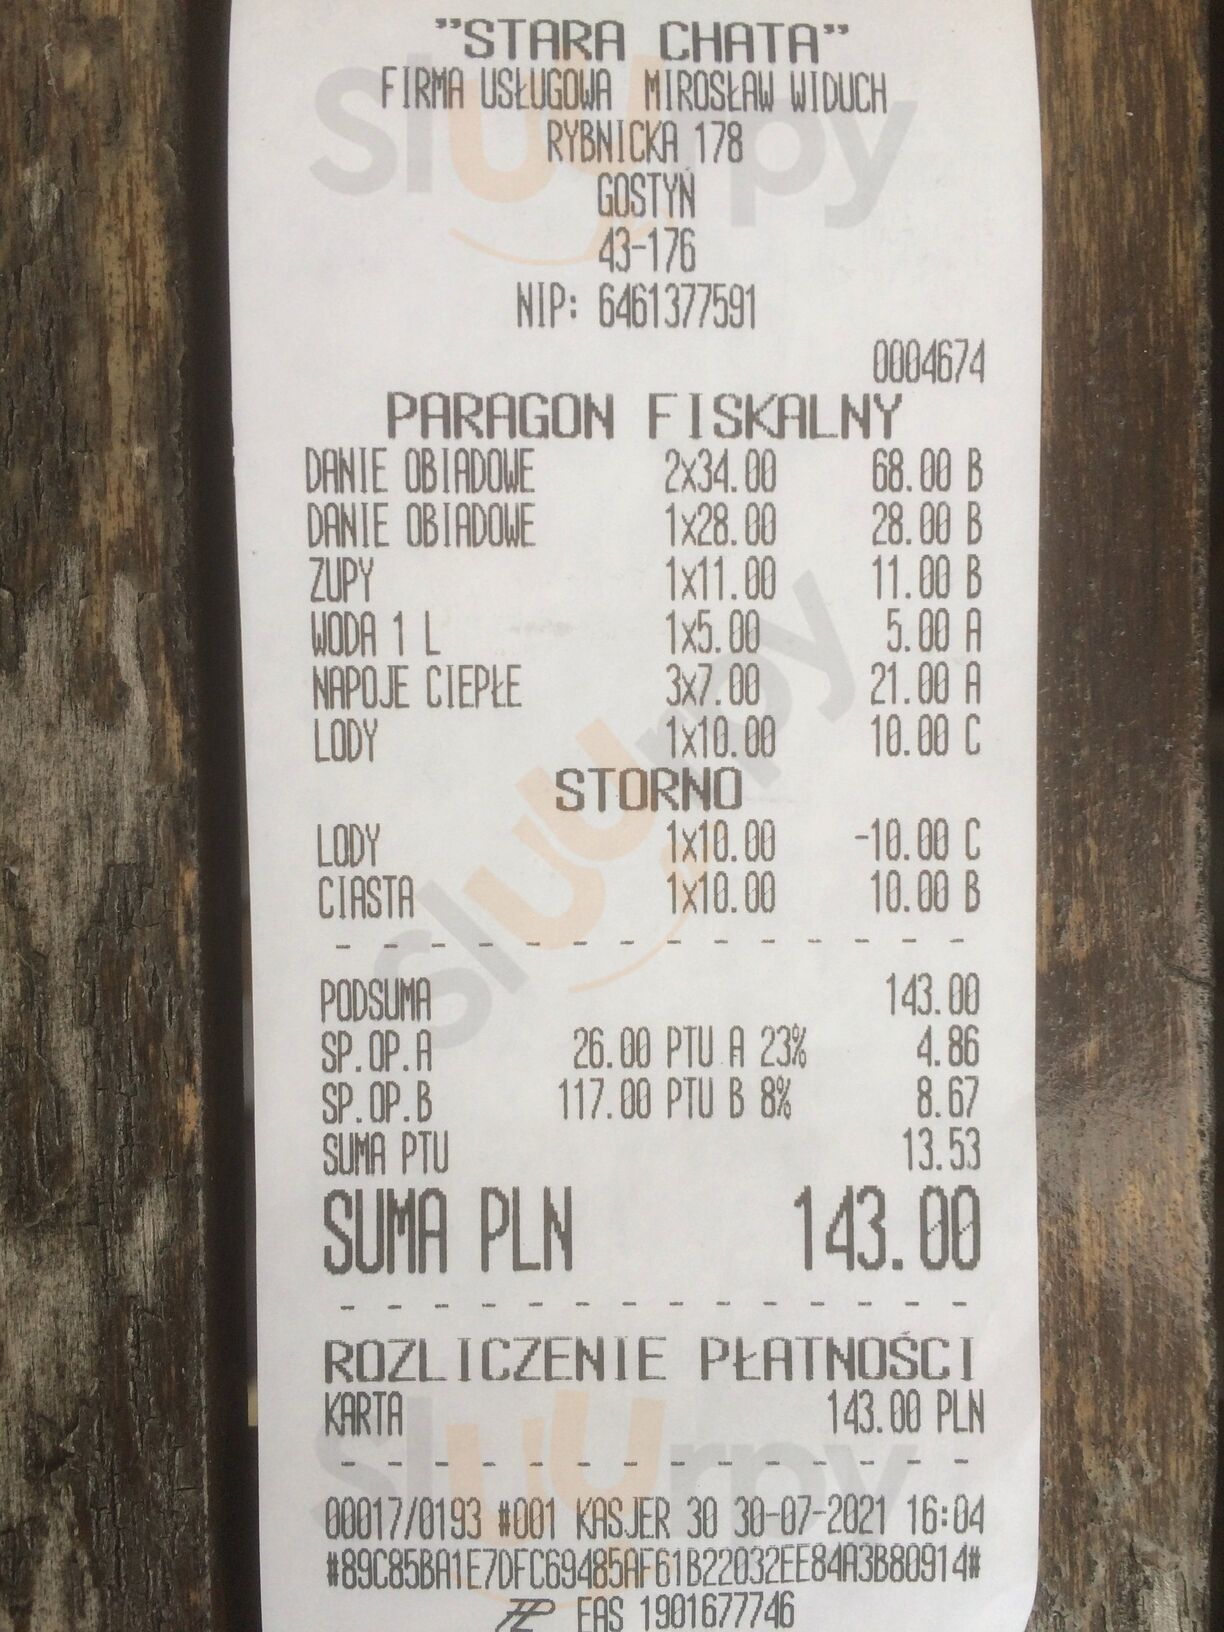 "STARA CHATA"
FIRMA USŁUGOWA MIROSŁAW WIDUCH
RYBNICKA 178
GOSTYŃ
43-176
NIP: 6461377591
0004674
PARAGON FISKALNY
DANIE OBIADOWE 2x34.00 68.00 B
DANIE OBIADOWE 1x28.00 28.00 B
ZUPY 1x11.00 11.00 B
WODA 1 L 1x5.00 5.00 A
NAPOJE CIEPŁE 3x7.00 21.00 A
LODY 1x10.00 10.00 C
STORNO
LODY 1x10.00 -10.00 C
CIASTA 1x10.00 10.00 B
PODSUMA 143.00
SP.OP.A 26.00 PTU A 23% 4.86
SP.OP.B 117.00 PTU B 8% 8.67
SUMA PTU 13.53
SUMA PLN 143.00
ROZLICZENIE PŁATNOŚCI
KARTA 143.00 PLN
00017/0193 #001 KASJER 30 30-07-2021 16:04
#89C85BA1E7DFC69485AF61B22032EE84A3B80914#
EAS 1901677746
Sluurpy
Sluurpy
Sluurpy